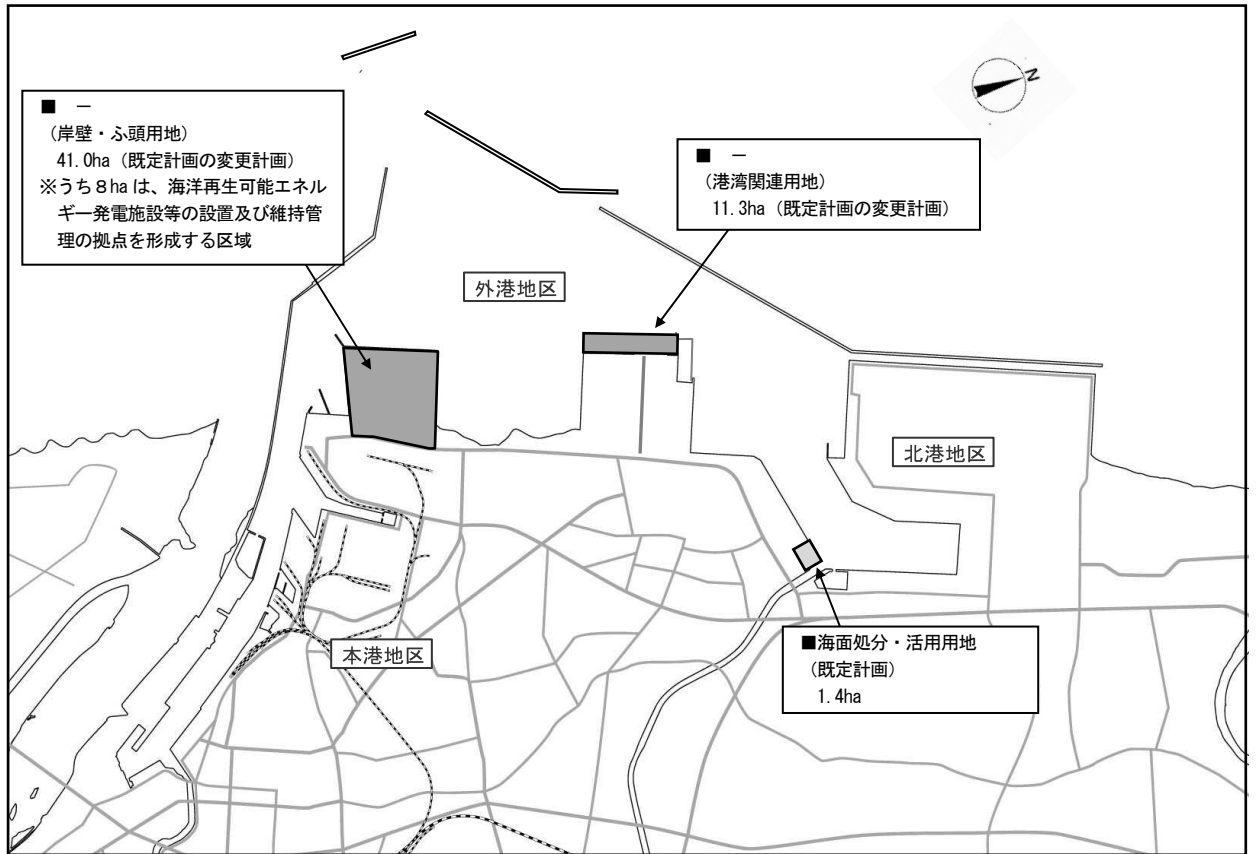 ■ －
（岸壁・ふ頭用地）
41.0ha（既定計画の変更計画）
※うち８ha は、海洋再生可能エネル
ギー発電施設等の設置及び維持管
理の拠点を形成する区域
N
■ －
（港湾関連用地）
11.3ha（既定計画の変更計画）
外港地区
北港地区
本港地区
■海面処分・活用用地
（既定計画）
1.4ha